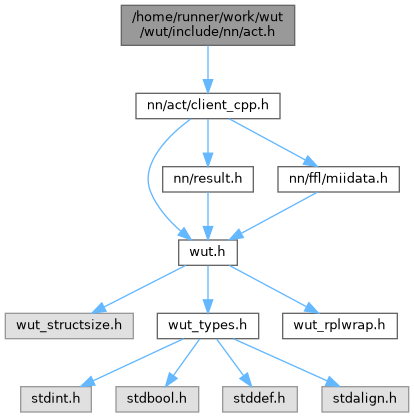 /home/runner/work/wut
/wut/include/nn/act.h
nn/act/client_cpp.h
nn/result.h
nn/ffl/miidata.h
wut.h
wut_structsize.h
wut_types.h
wut_rplwrap.h
stdint.h
stdbool.h
stddef.h
stdalign.h